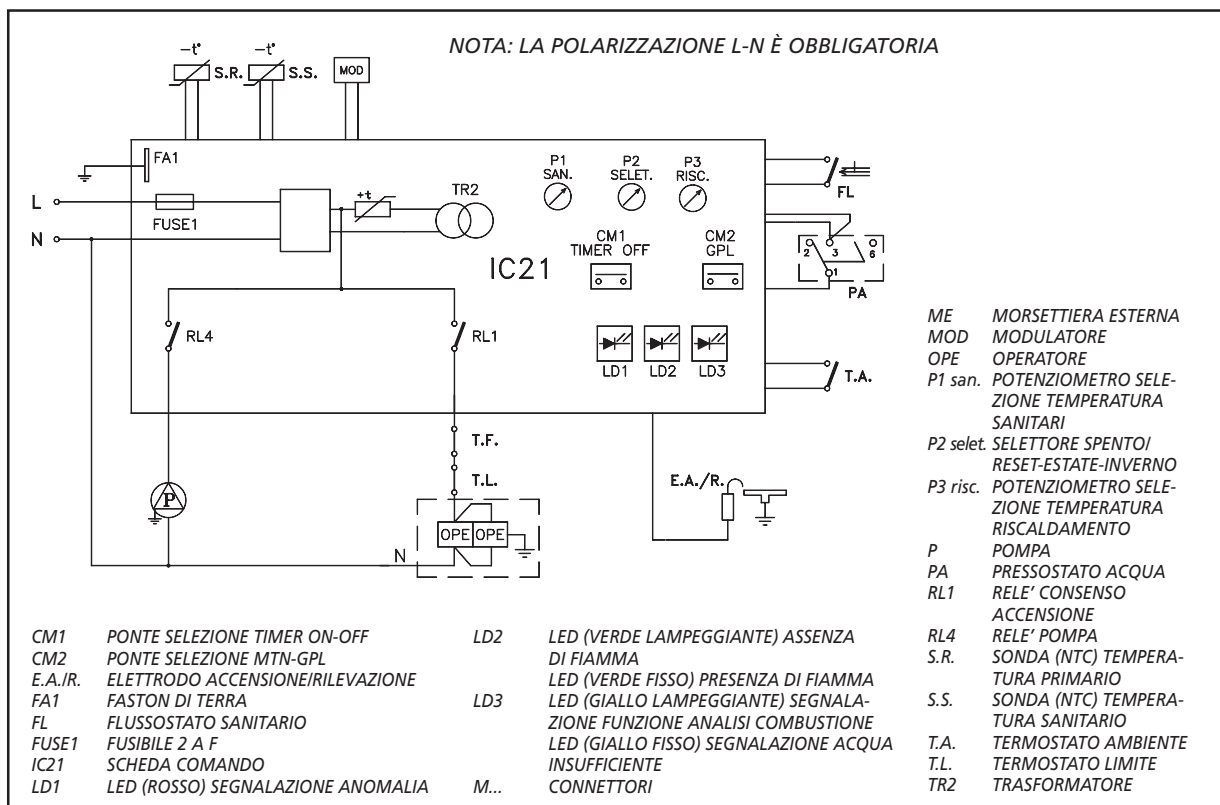 NOTA: LA POLARIZZAZIONE L-N È OBBLIGATORIA
-t°
S.R.
-t°
S.S.
MOD
FA1
L
FUSE1
N
+t
TR2
P1
SAN.
P2
SELET.
P3
RISC.
IC21
CM1
TIMER OFF
CM2
GPL
RL4
RL1
LD1
LD2
LD3
FL
2
3
6
1
PA
T.A.
T.F.
T.L.
E.A./R.
P
OPE
OPE
N
CM1 PONTE SELEZIONE TIMER ON-OFF
CM2 PONTE SELEZIONE MTN-GPL
E.A./R. ELETTRODO ACCENSIONE/RILEVAZIONE
FA1 FASTON DI TERRA
FL FLUSSOSTATO SANITARIO
FUSE1 FUSIBILE 2 A F
IC21 SCHEDA COMANDO
LD1 LED (ROSSO) SEGNALAZIONE ANOMALIA
LD2 LED (VERDE LAMPEGGIANTE) ASSENZA
DI FIAMMA
LED (VERDE FISSO) PRESENZA DI FIAMMA
LD3 LED (GIALLO LAMPEGGIANTE) SEGNALA-
ZIONE FUNZIONE ANALISI COMBUSTIONE
LED (GIALLO FISSO) SEGNALAZIONE ACQUA
INSUFFICIENTE
M... CONNETTORI
ME MORSETTIERA ESTERNA
MOD MODULATORE
OPE OPERATORE
P1 san. POTENZIOMETRO SELE-
ZIONE TEMPERATURA
SANITARI
P2 selet. SELETTORE SPENTO/
RESET-ESTATE-INVERNO
P3 risc. POTENZIOMETRO SELE-
ZIONE TEMPERATURA
RISCALDAMENTO
P POMPA
PA PRESSOSTATO ACQUA
RL1 RELE' CONSENSO
ACCENSIONE
RL4 RELE' POMPA
S.R. SONDA (NTC) TEMPERA-
TURA PRIMARIO
S.S. SONDA (NTC) TEMPERA-
TURA SANITARIO
T.A. TERMOSTATO AMBIENTE
T.L. TERMOSTATO LIMITE
TR2 TRASFORMATORE